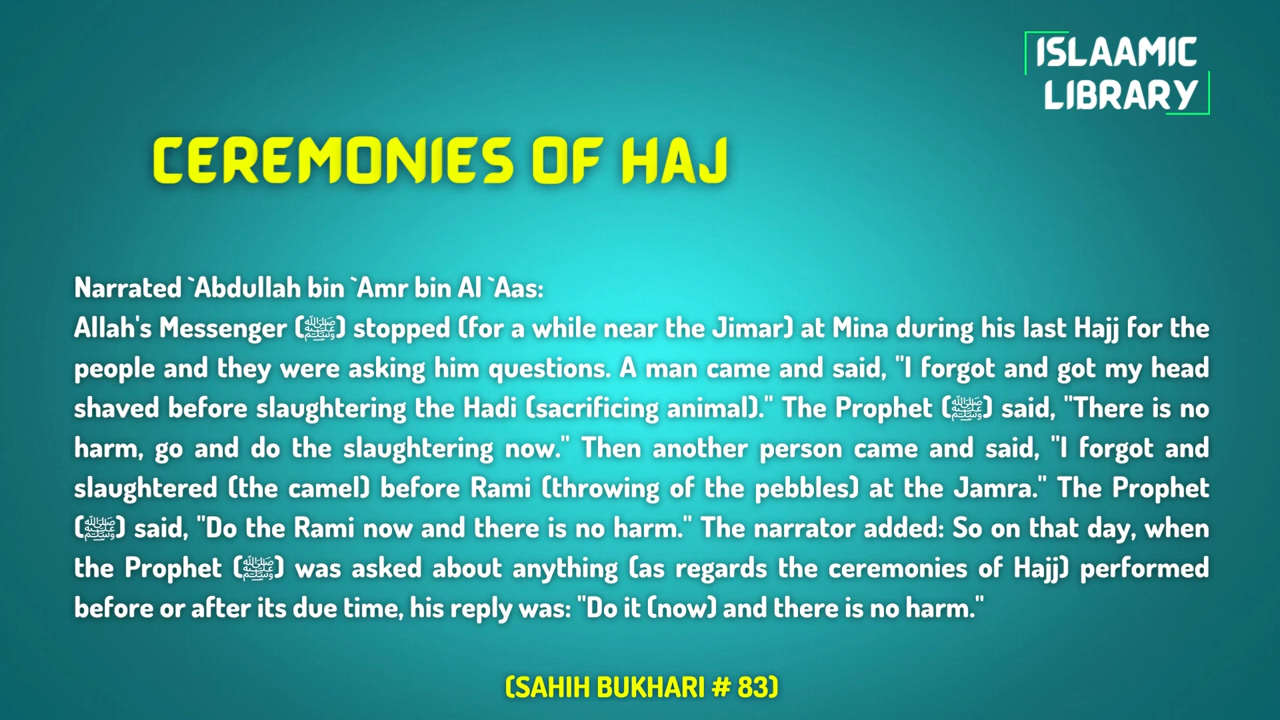 ISLAAMIC
LIBRARY
CEREMONIES OF HAJ
Narrated `Abdullah bin `Amr bin Al `Aas:
Allah's Messenger (ﷺ) stopped (for a while near the Jimar) at Mina during his last Hajj for the
people and they were asking him questions. A man came and said, "I forgot and got my head
shaved before slaughtering the Hadi (sacrificing animal)." The Prophet (ﷺ) said, "There is no
harm, go and do the slaughtering now." Then another person came and said, "I forgot and
slaughtered (the camel) before Rami (throwing of the pebbles) at the Jamra." The Prophet
(ﷺ) said, "Do the Rami now and there is no harm." The narrator added: So on that day, when
the Prophet (ﷺ) was asked about anything (as regards the ceremonies of Hajj) performed
before or after its due time, his reply was: "Do it (now) and there is no harm."
(SAHIH BUKHARI # 83)